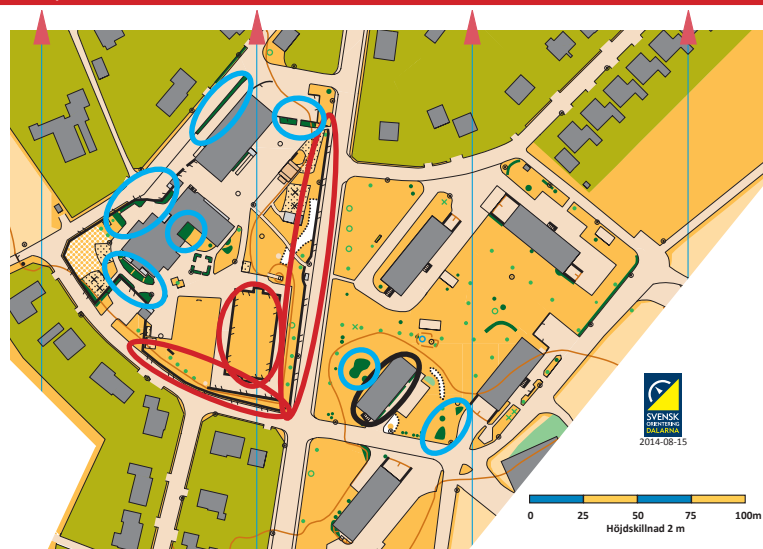 SVENSK
ORIENTERING
DALARNA
2014-08-15
0 25 50 75 100m
Höjdskillnad 2 m